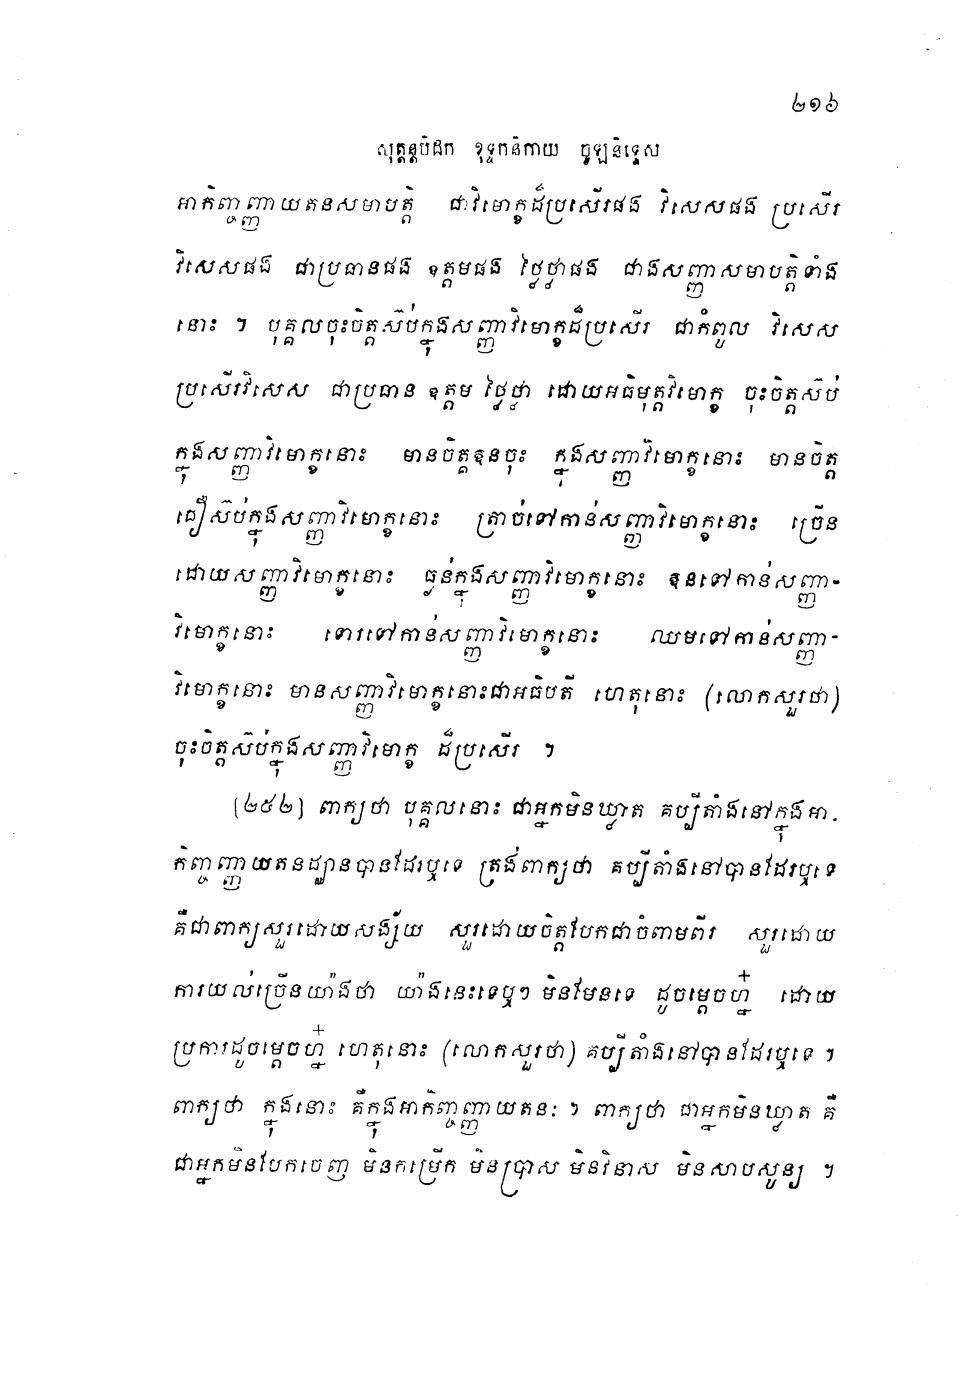 ២១៦
សុត្តន្តបិដក ខុទ្ទកនិកាយ ចូឡនិទ្ទេស
អាកិញ្ចញ្ញាយតនសមាបត្តិ ជាវិមោក្ខដ៏ប្រសើរផង វិសេសផង ប្រសើរ
វិសេសផង ជាប្រធានផង ឧត្តមផង ថ្លៃថ្លាផង ជាងសញ្ញាសមាបត្តិទាំង
នោះ ។ បុគ្គលចុះចិត្តស៊ប់ក្នុងសញ្ញាវិមោក្ខដ៏ប្រសើរ ជាកំពូល វិសេស
ប្រសើរវិសេស ជាប្រធាន ឧត្តម ថ្លៃថ្លា ដោយអធិមុត្តវិមោក្ខ ចុះចិត្តស៊ប់
ក្នុងសញ្ញាវិមោក្ខនោះ មានចិត្តឱនចុះ ក្នុងសញ្ញាវិមោក្ខនោះ មានចិត្ត
ជឿស៊ប់ក្នុងសញ្ញាវិមោក្ខនោះ ត្រាច់ទៅកាន់សញ្ញាវិមោក្ខនោះ ច្រើន
ដោយសញ្ញាវិមោក្ខនោះ ធ្ងន់ក្នុងសញ្ញាវិមោក្ខនោះ ឱនទៅកាន់សញ្ញា-
វិមោក្ខនោះ ទោរទៅកាន់សញ្ញាវិមោក្ខនោះ ឈមទៅកាន់សញ្ញា-
វិមោក្ខនោះ មានសញ្ញាវិមោក្ខនោះជាអធិបតី ហេតុនោះ (លោកសួរថា)
ចុះចិត្តស៊ប់ក្នុងសញ្ញាវិមោក្ខ ដ៏ប្រសើរ ។
(២៥២) ពាក្យថា បុគ្គលនោះ ជាអ្នកមិនឃ្លាត គប្បីតាំងនៅក្នុងអា-
កិញ្ចញ្ញាយតនដ្ឋានបានដែរឬទេ ត្រង់ពាក្យថា គប្បីតាំងនៅបានដែរឬទេ
គឺជាពាក្យសួរដោយសង្ស័យ សួរដោយចិត្តបែកជាចំពាមពីរ សួរដោយ
ការយល់ច្រើនយ៉ាងថា យ៉ាងនេះទេឬ១ មិនមែនទេ ដូចម្តេចហ្ន៎ ដោយ
ប្រការដូចម្តេចហ្ន៎ ហេតុនោះ (លោកសួរថា) គប្បីតាំងនៅបានដែរឬទេ ។
ពាក្យថា ក្នុងនោះ គឺក្នុងអាកិញ្ចញ្ញាយតនៈ ។ ពាក្យថា ជាអ្នកមិនឃ្លាត គឺ
ជាអ្នកមិនបែកចេញ មិនកម្រើក មិនប្រាស មិនវិនាស មិនសាបសូន្យ ។